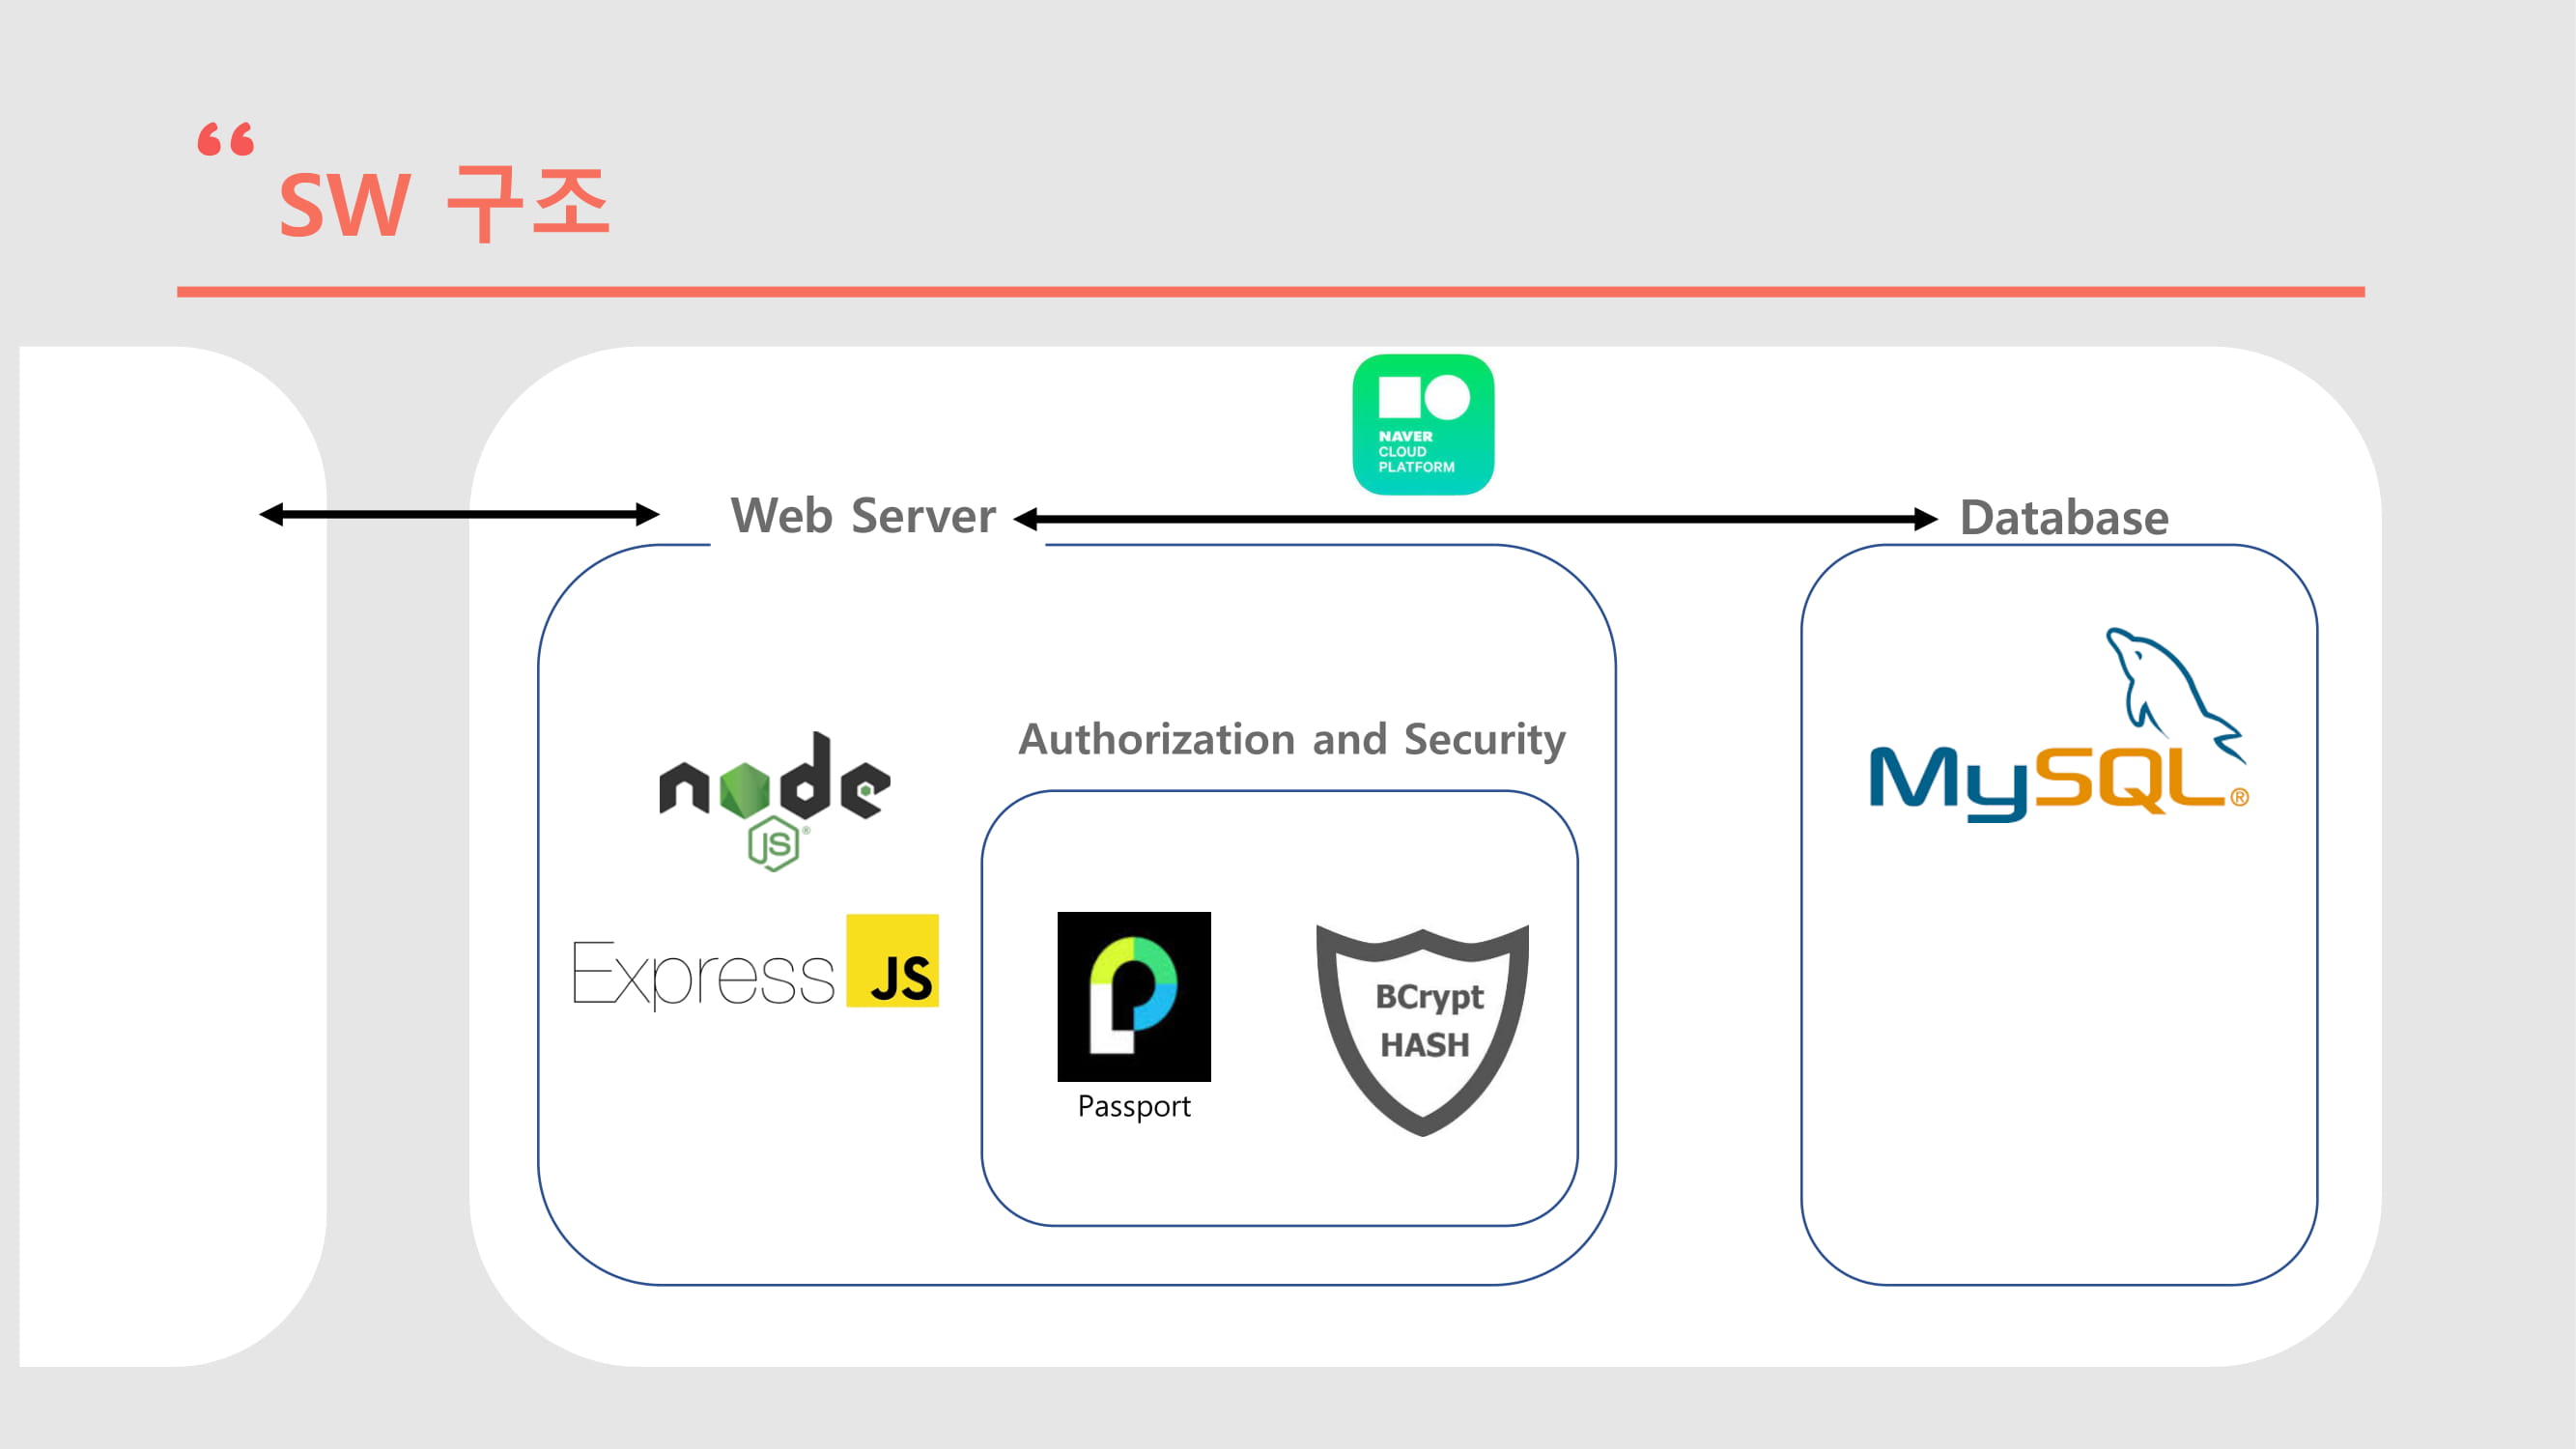 “ SW 구조
NAVER
CLOUD
PLATFORM
Web Server
Database
Authorization and Security
node
JS ®
Express JS
Passport
BCrypt
HASH
MySQL®